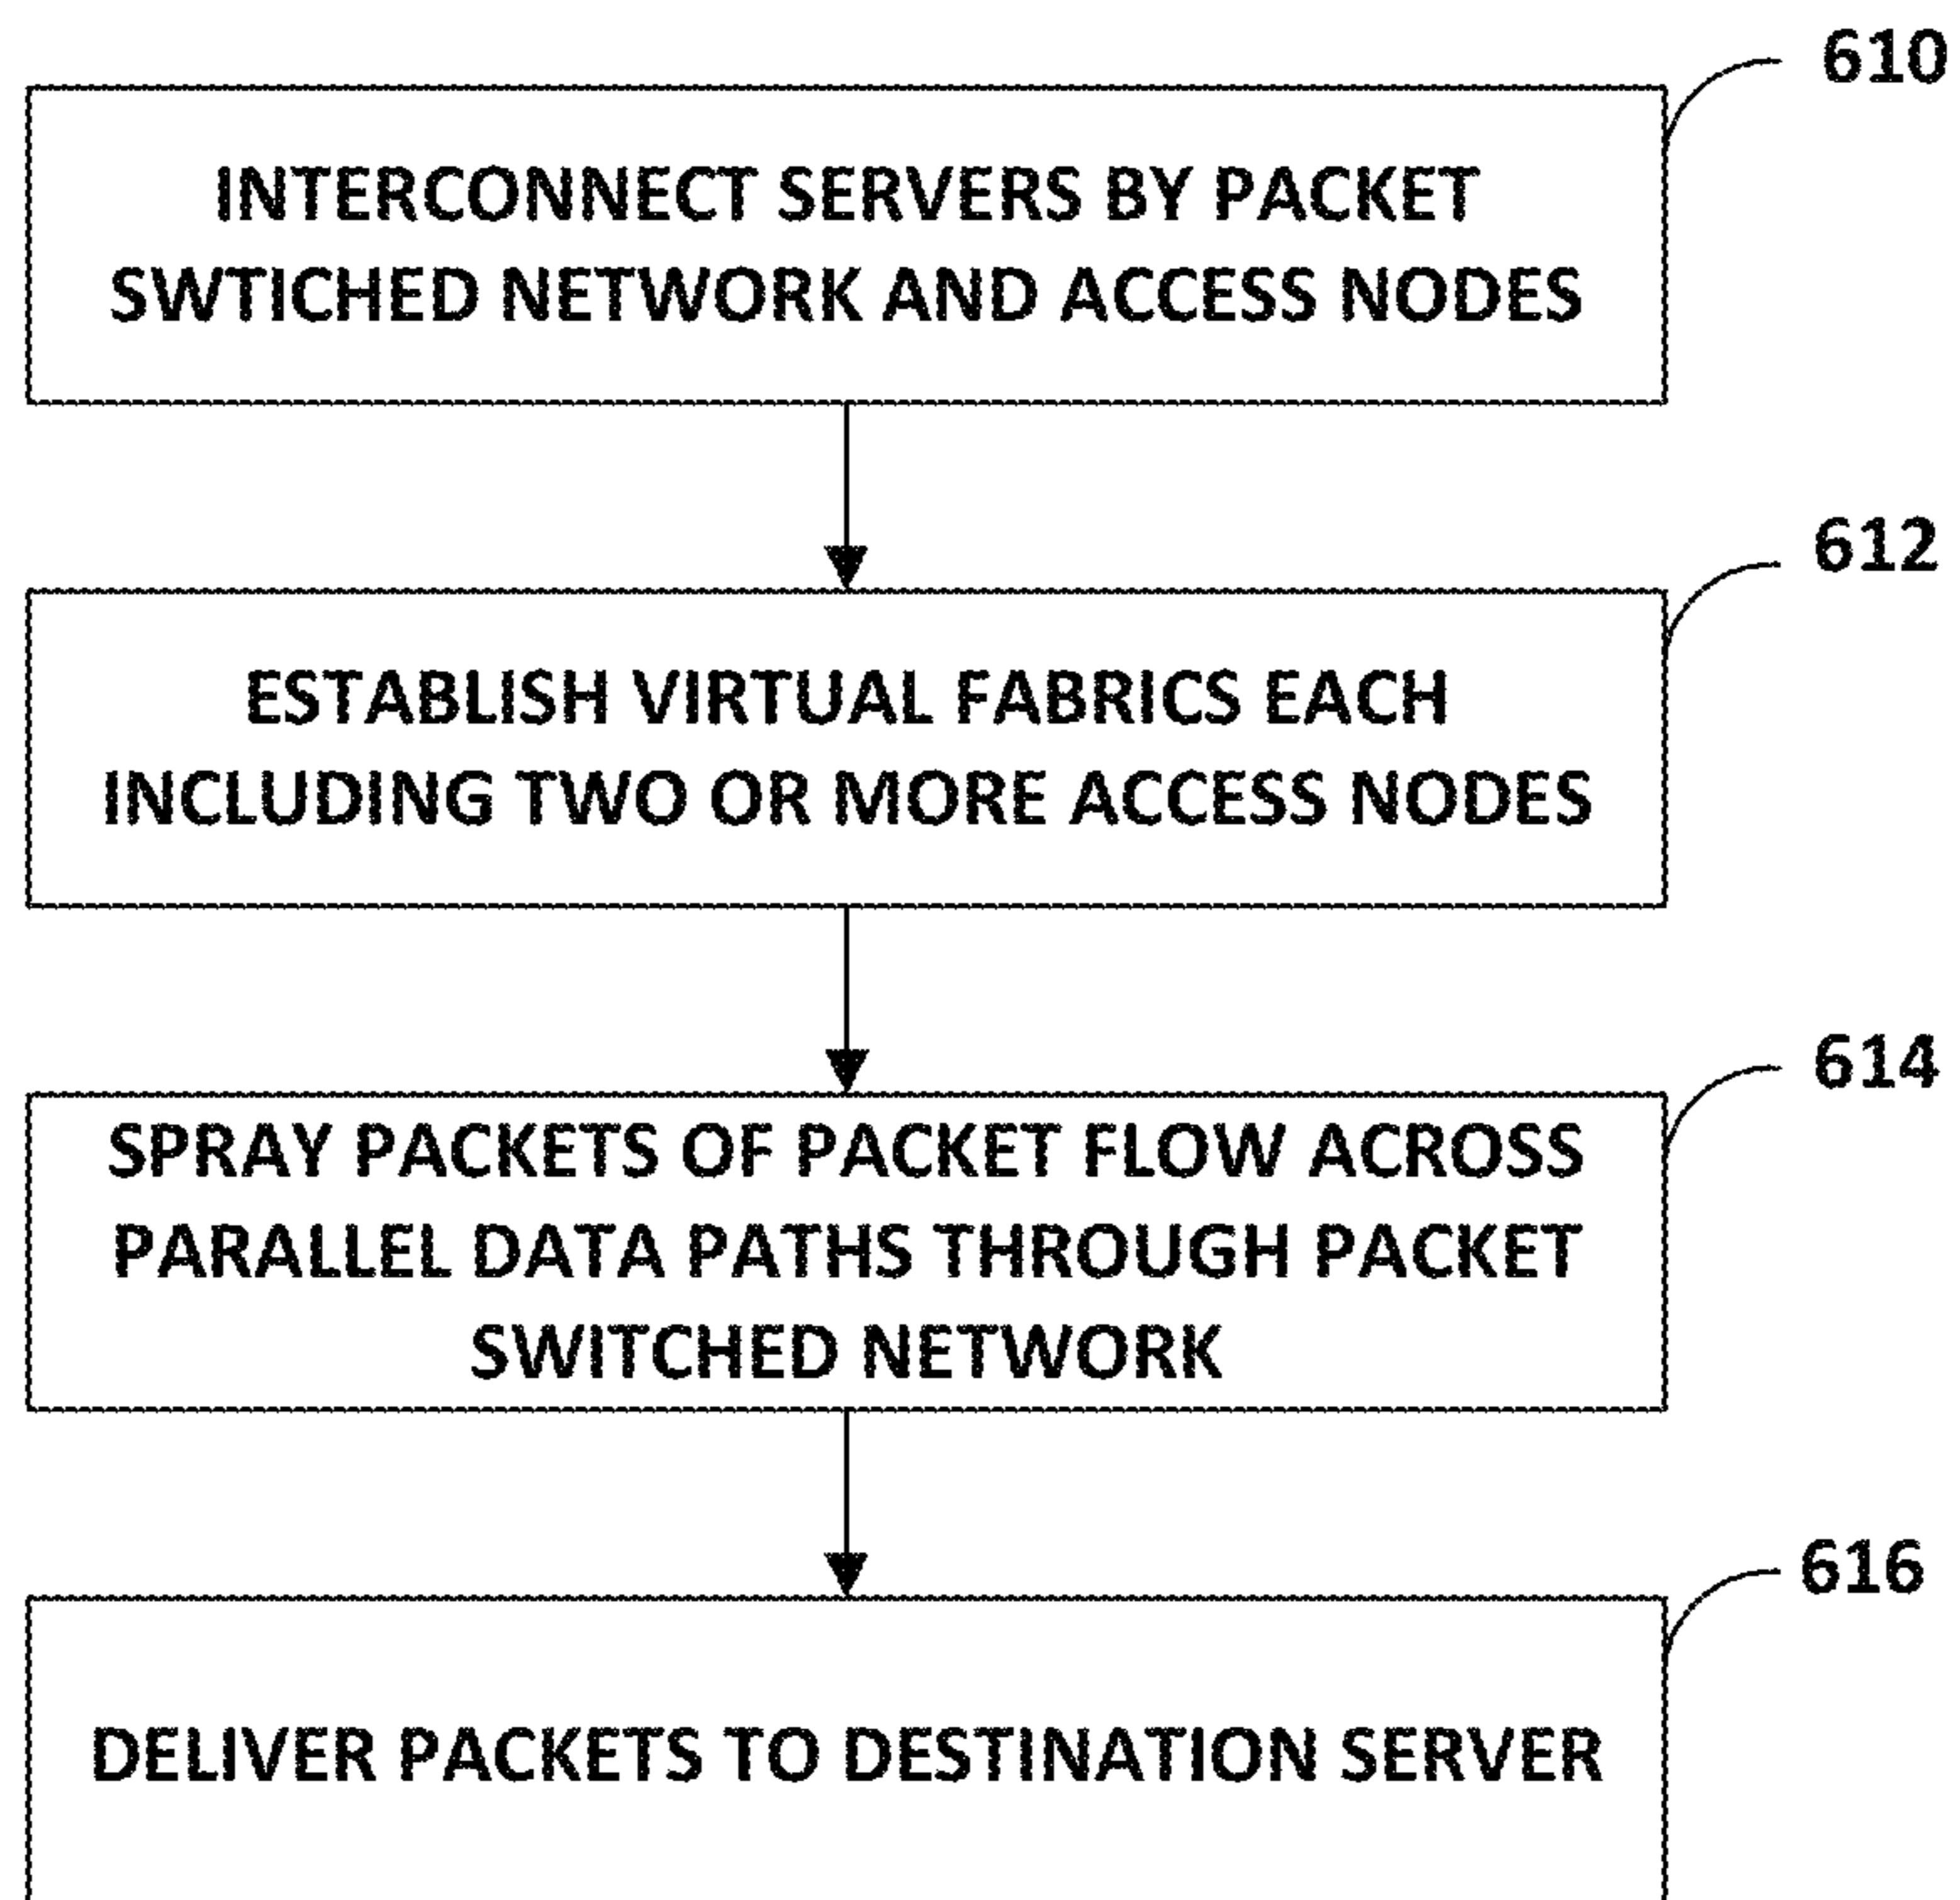 610
INTERCONNECT SERVERS BY PACKET
SWTICHED NETWORK AND ACCESS NODES
612
ESTABLISH VIRTUAL FABRICS EACH
INCLUDING TWO OR MORE ACCESS NODES
614
SPRAY PACKETS OF PACKET FLOW ACROSS
PARALLEL DATA PATHS THROUGH PACKET
SWITCHED NETWORK
616
DELIVER PACKETS TO DESTINATION SERVER